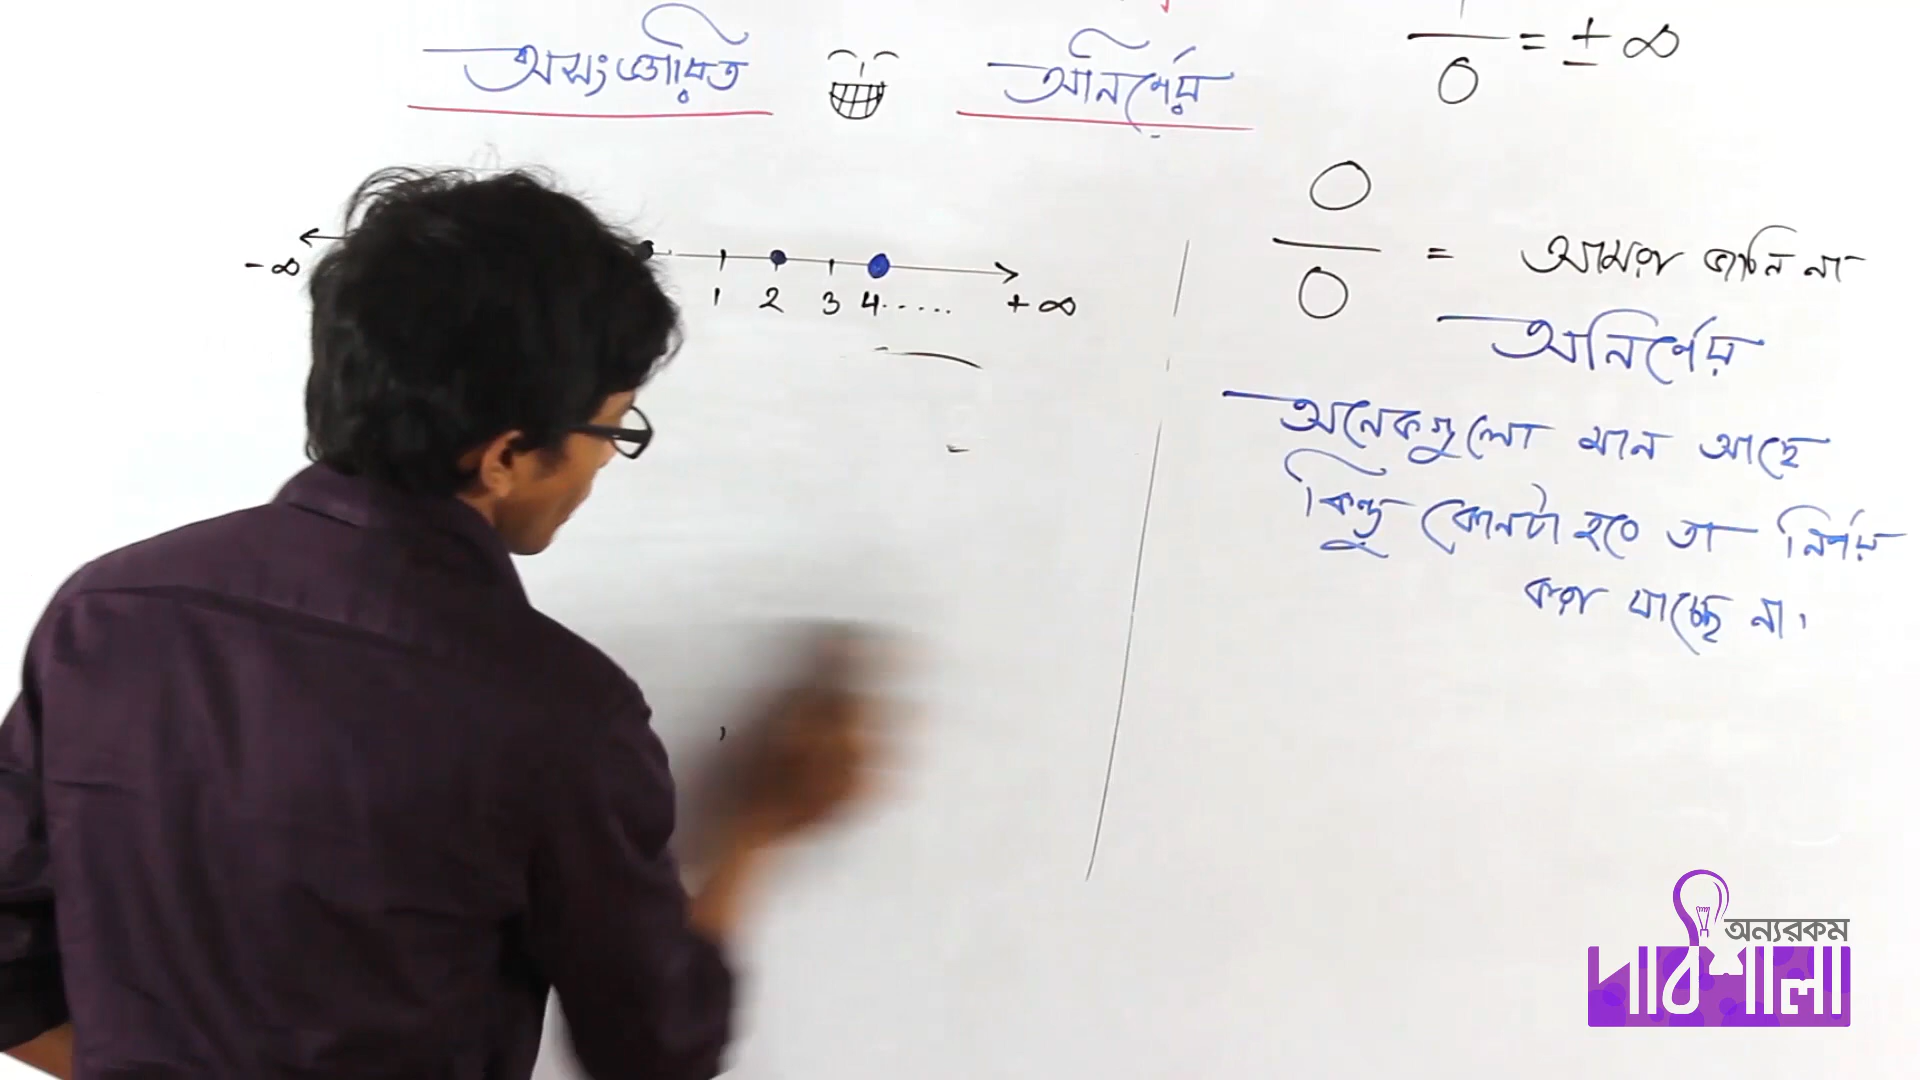 অসংজ্ঞায়িত অনির্ণেয়
0 = ± ∞
0
0 = আমরা জানি না
-∞ 1 2 3 4..... +∞
অনির্ণেয়
অনেকগুলো মান আছে
কিন্তু কোনটা হবে তা নির্ণয়
করা যাচ্ছে না।
অন্যরকম
পাঠশালা